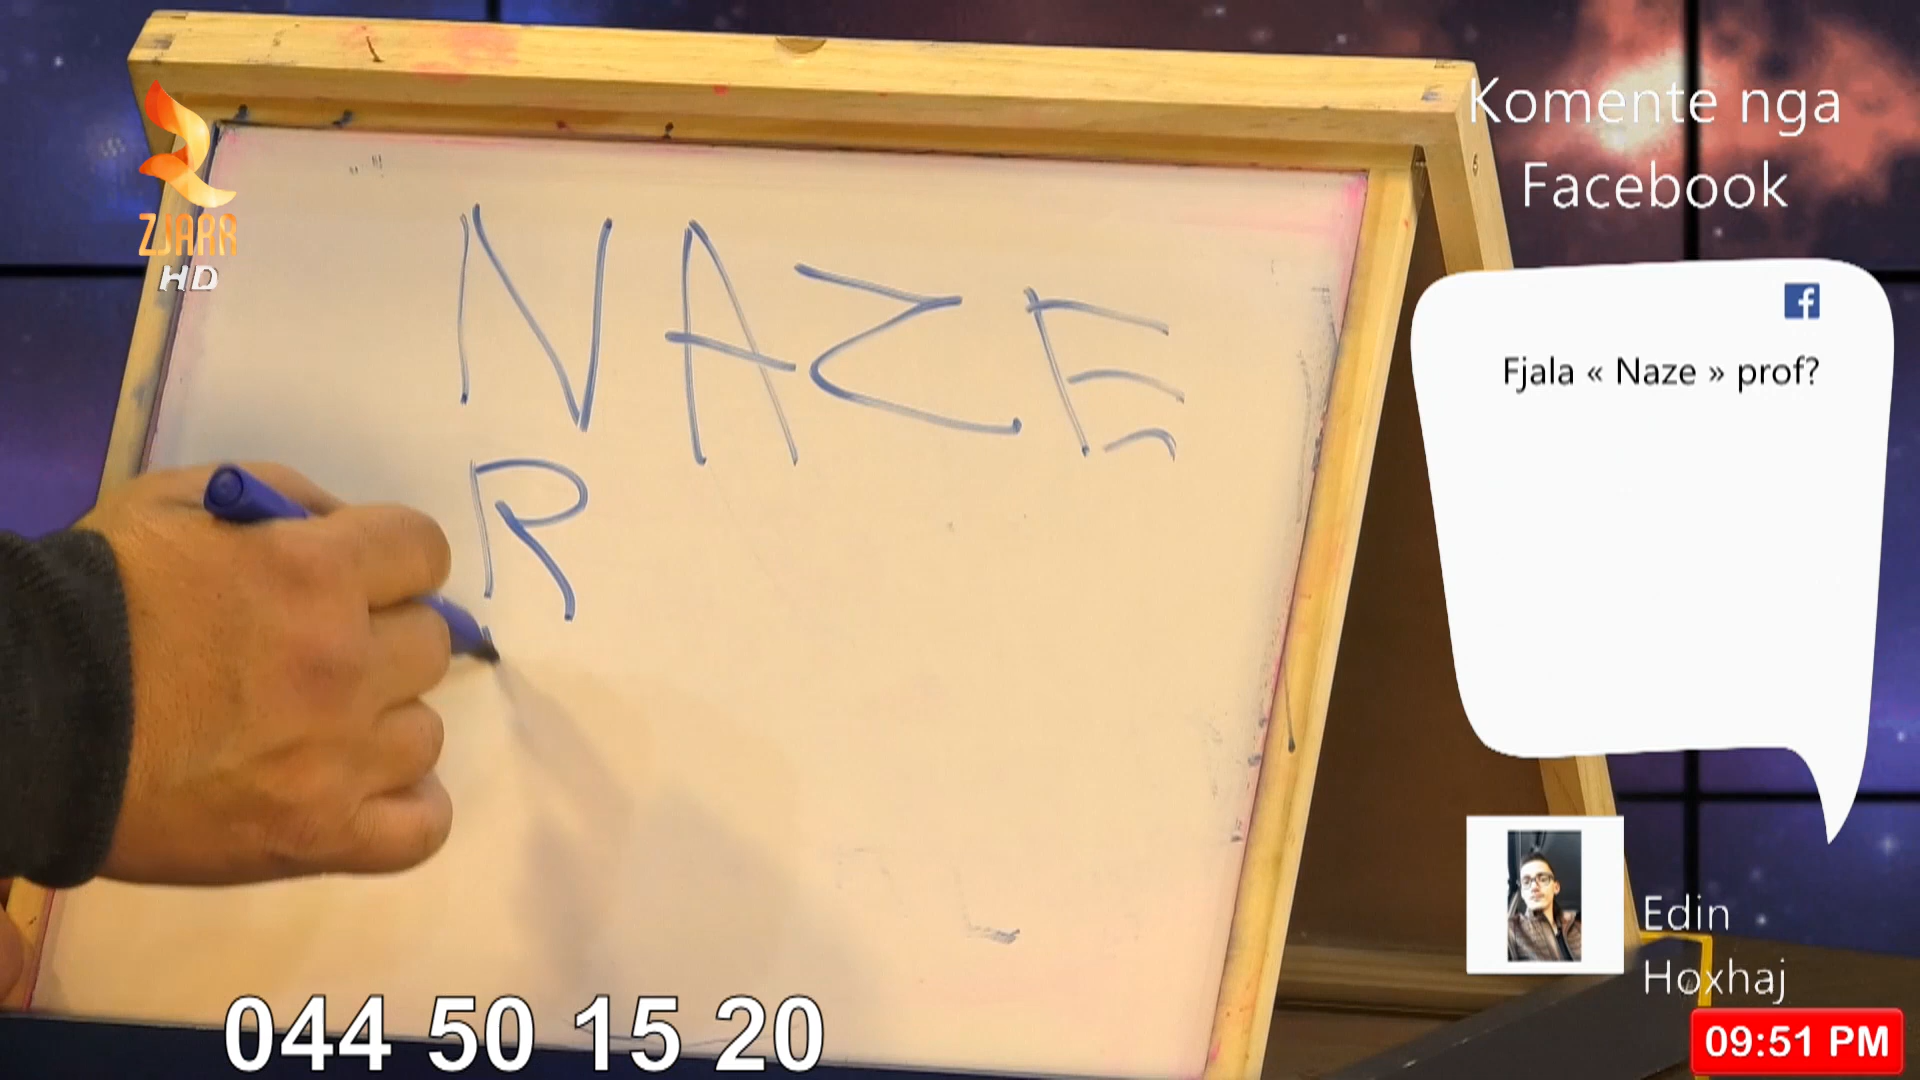 ZJARR
HD
NAZE
R
Komente nga
Facebook
f
Fjala « Naze » prof?
Edin
Hoxhaj
044 50 15 20
09:51 PM